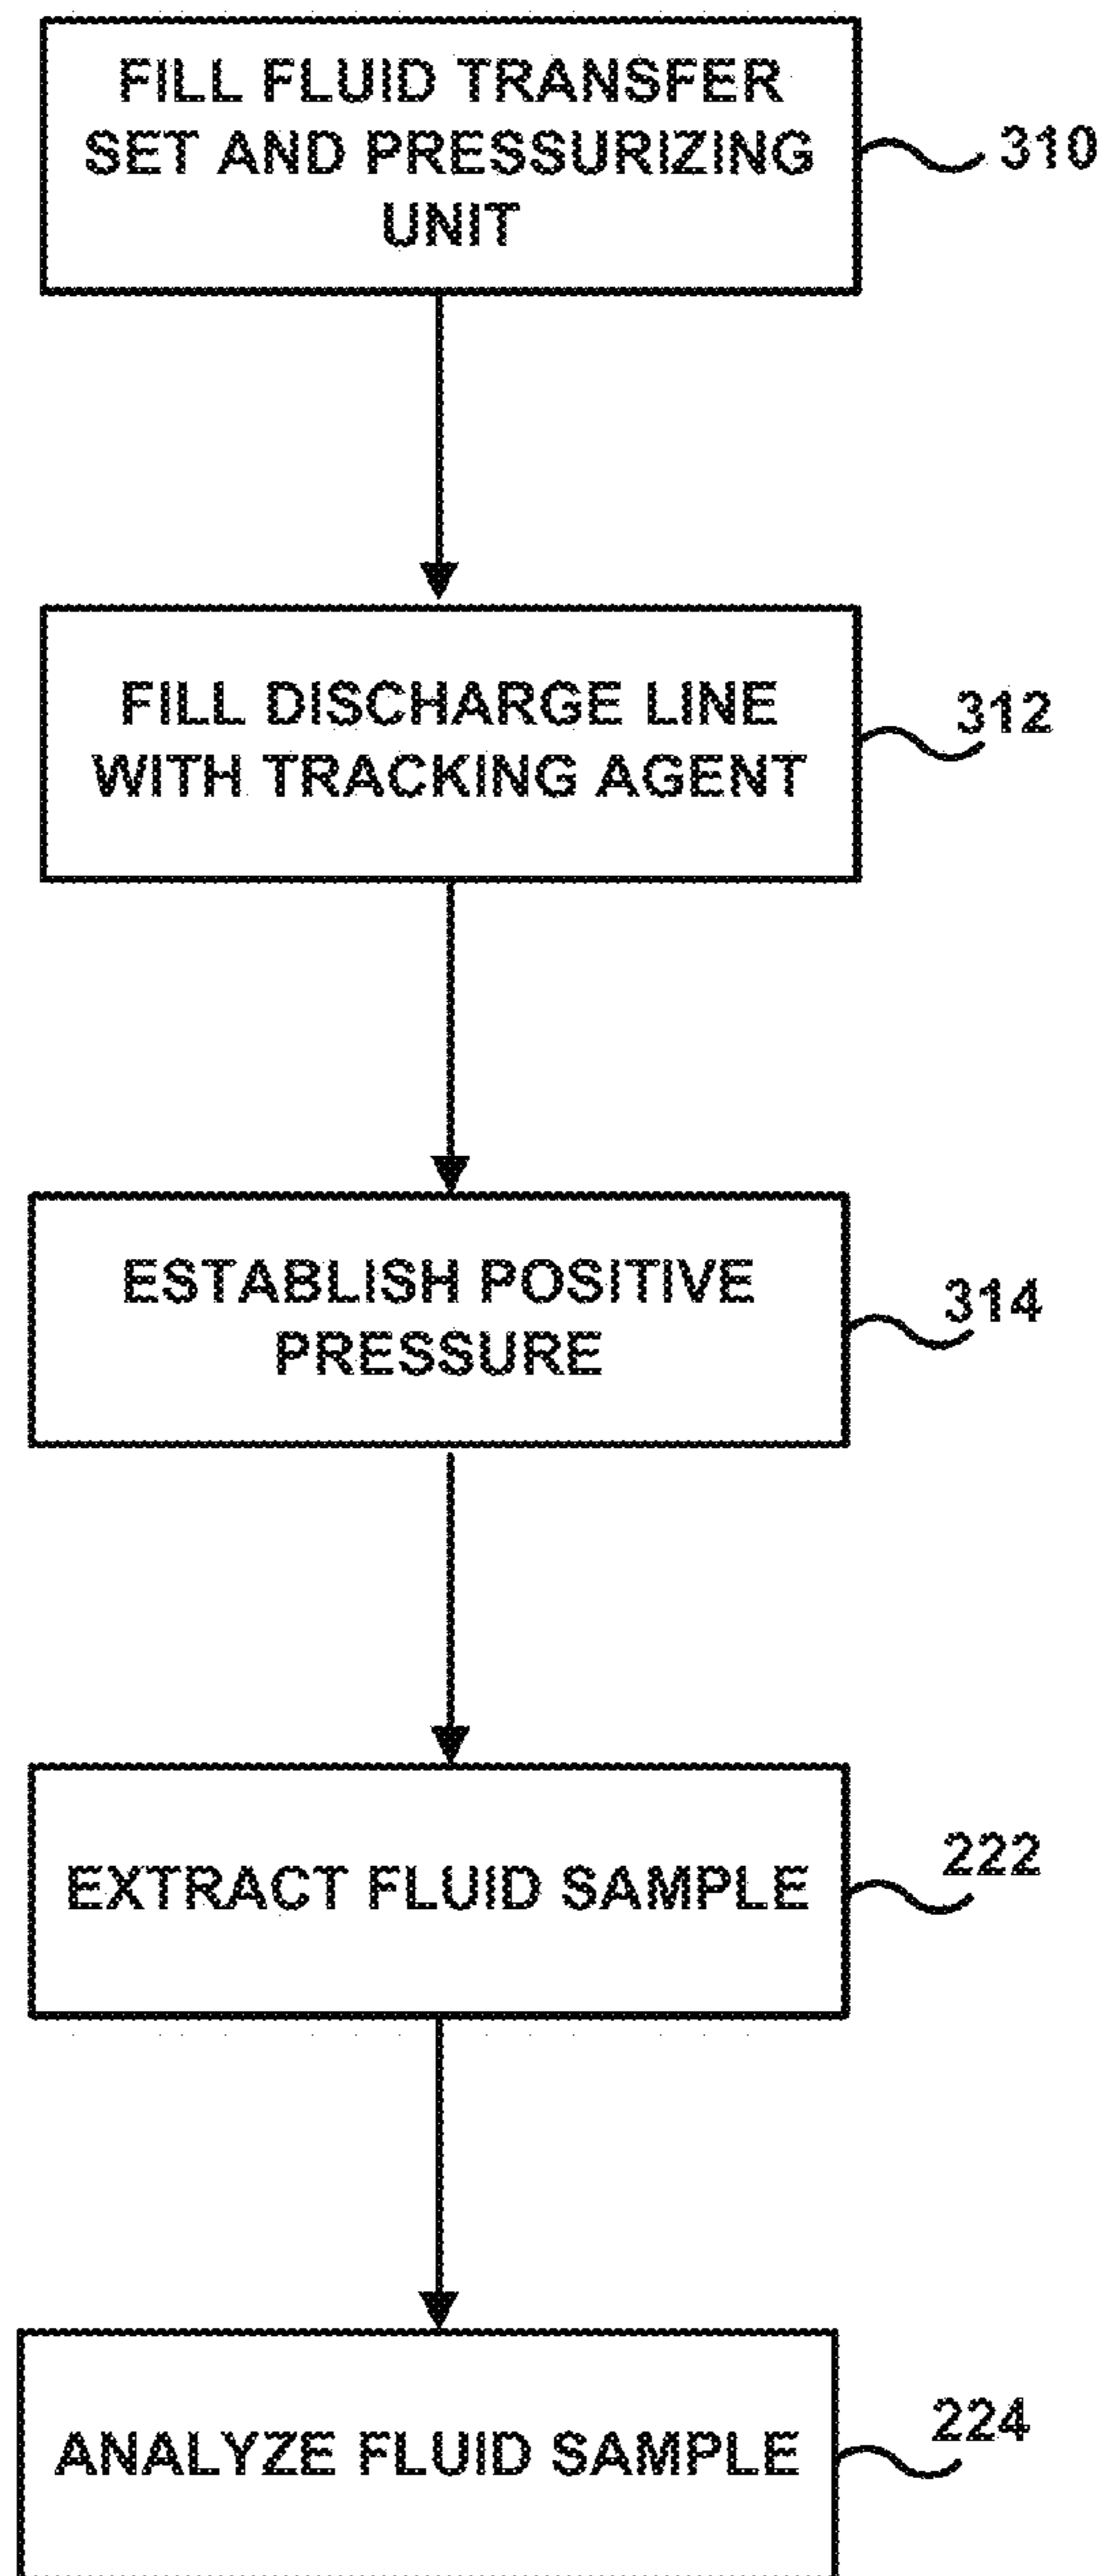 FILL FLUID TRANSFER
SET AND PRESSURIZING
UNIT
310
FILL DISCHARGE LINE
WITH TRACKING AGENT
312
ESTABLISH POSITIVE
PRESSURE
314
EXTRACT FLUID SAMPLE
222
ANALYZE FLUID SAMPLE
224